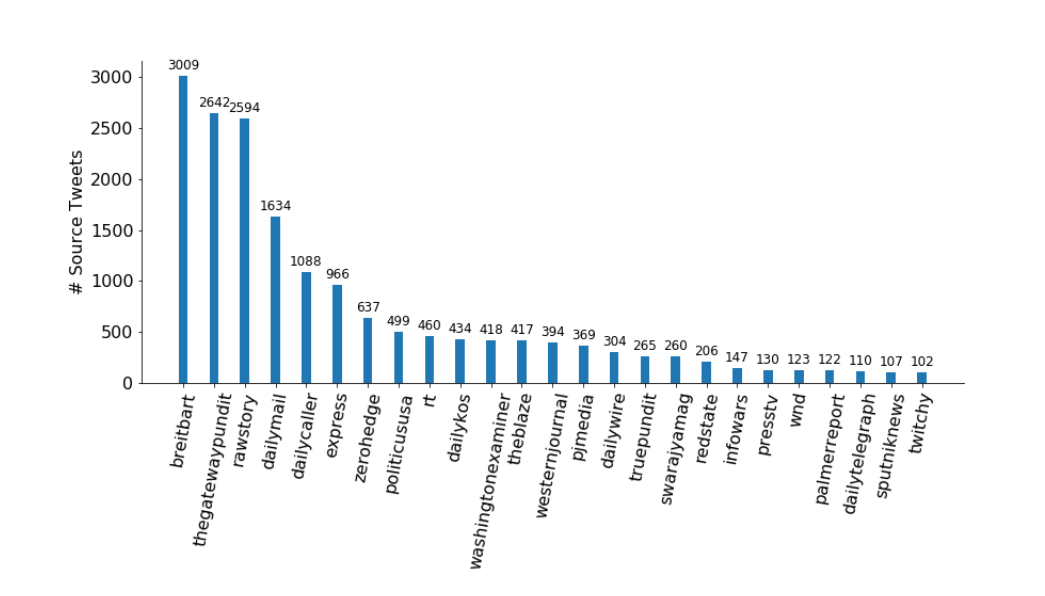 # Source Tweets
3000
2500
2000
1500
1000
500
0
3009
2642
2594
1634
1088
966
637
499
460
434
418
417
394
369
304
265
260
206
147
130
123
122
110
107
102
breitbart
thegatewaypundit
rawstory
dailymail
dailycaller
express
zerohedge
politicususa
rt
dailykos
washingtonexaminer
theblaze
westernjournal
pjmedia
dailywire
truepundit
swarajyamag
redstate
infowars
presstv
wnd
palmerreport
dailytelegraph
sputniknews
twitchy